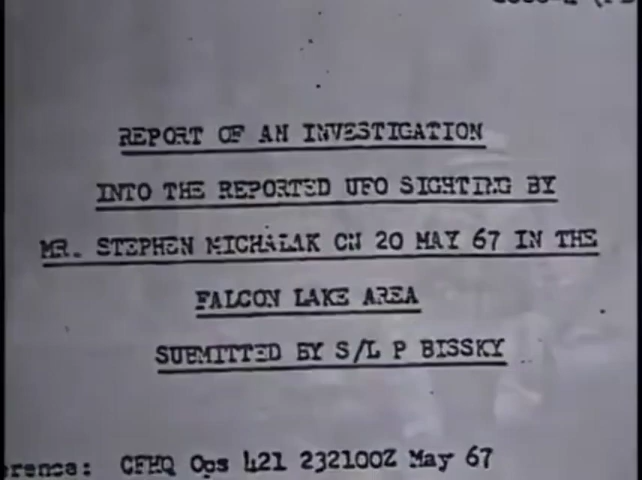 REPORT OF AN INVESTIGATION
INTO THE REPORTED UFO SIGHTING BY
MR. STEPHEN MICHALAK ON 20 MAY 67 IN THE
FALCON LAKE AREA
SUBMITTED BY S/L P BISSKY
erence: CFHQ Ops 421 232100Z May 67